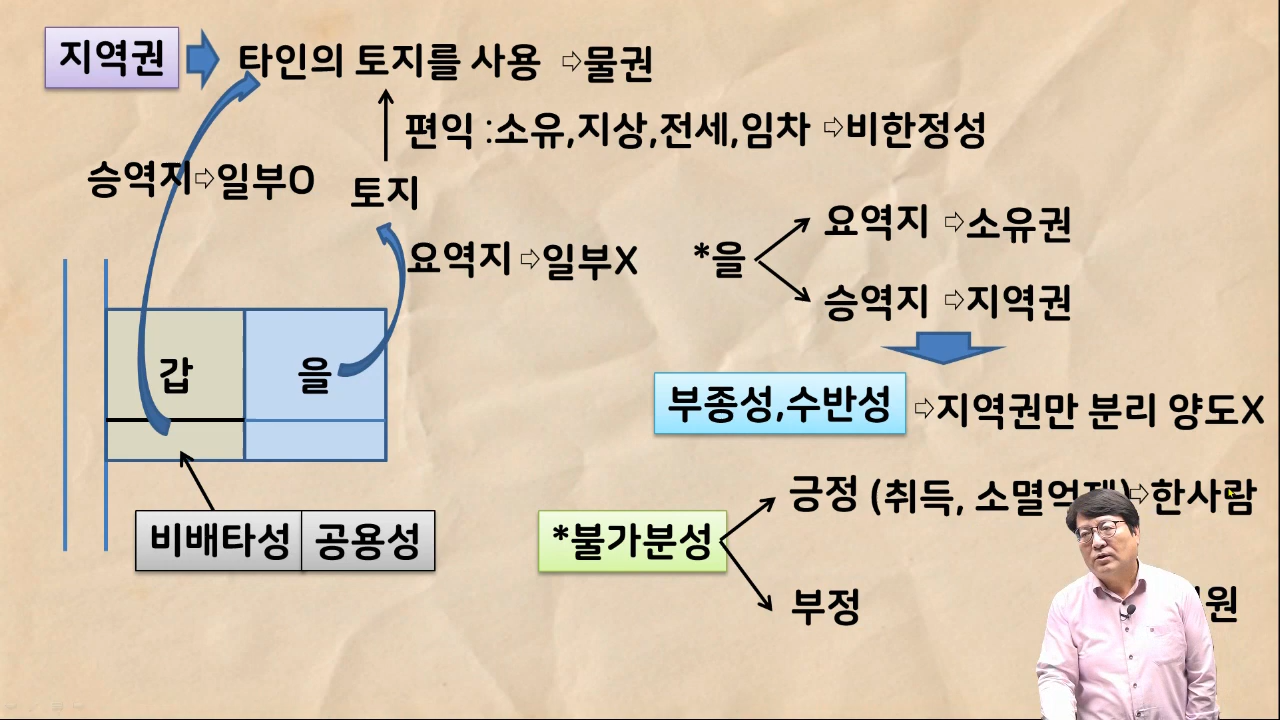 지역권 ⇨ 타인의 토지를 사용 ⇨물권
편익 :소유,지상,전세,임차 ⇨비한정성
승역지⇨일부O
토지
요역지⇨일부X
*을
요역지 ⇨소유권
승역지 ⇨지역권
갑
을
부종성,수반성 ⇨지역권만 분리 양도X
비배타성 공용성
*불가분성
긍정 (취득, 소멸억제)⇨한사람
부정